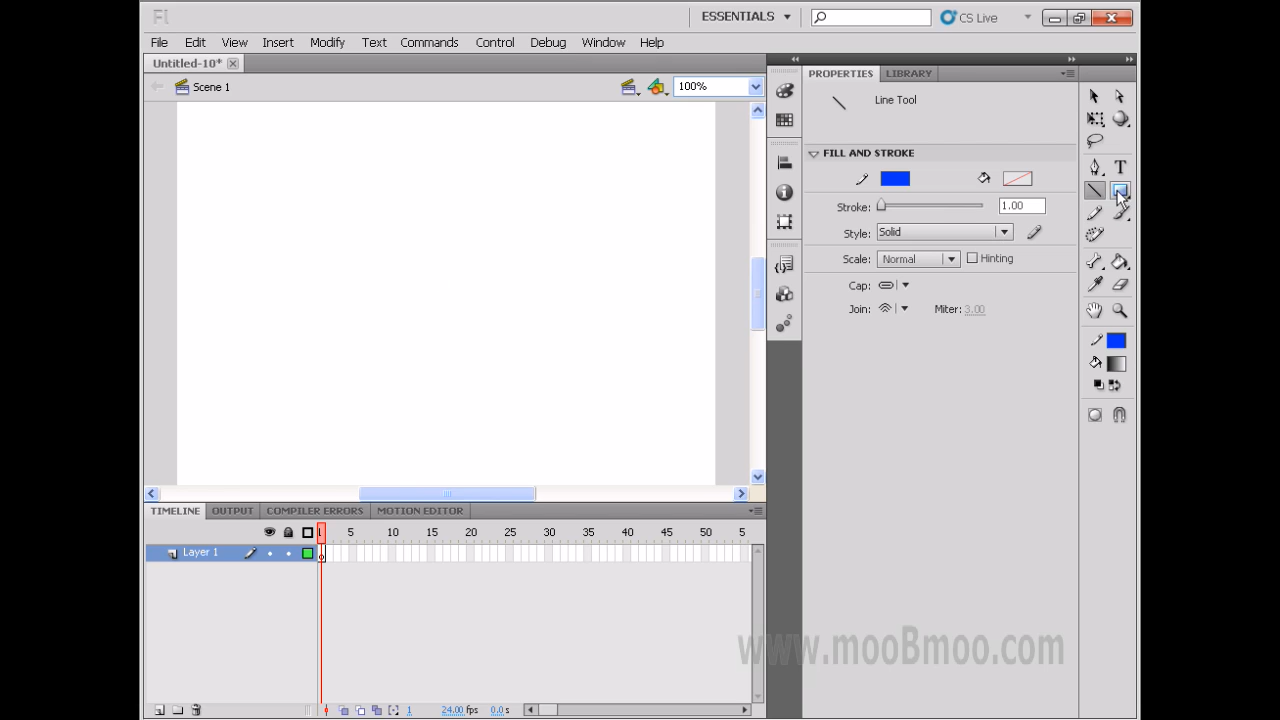 Fl
ESSENTIALS
CS Live
File Edit View Insert Modify Text Commands Control Debug Window Help
Untitled-10*
Scene 1
100%
PROPERTIES LIBRARY
Line Tool
FILL AND STROKE
Stroke: 1.00
Style: Solid
Scale: Normal Hinting
Cap:
Join: Miter: 3.00
T
TIMELINE OUTPUT COMPILER ERRORS MOTION EDITOR
1 5 10 15 20 25 30 35 40 45 50 5
Layer 1
1 24.00 fps 0.0 s
www.mooBmoo.com